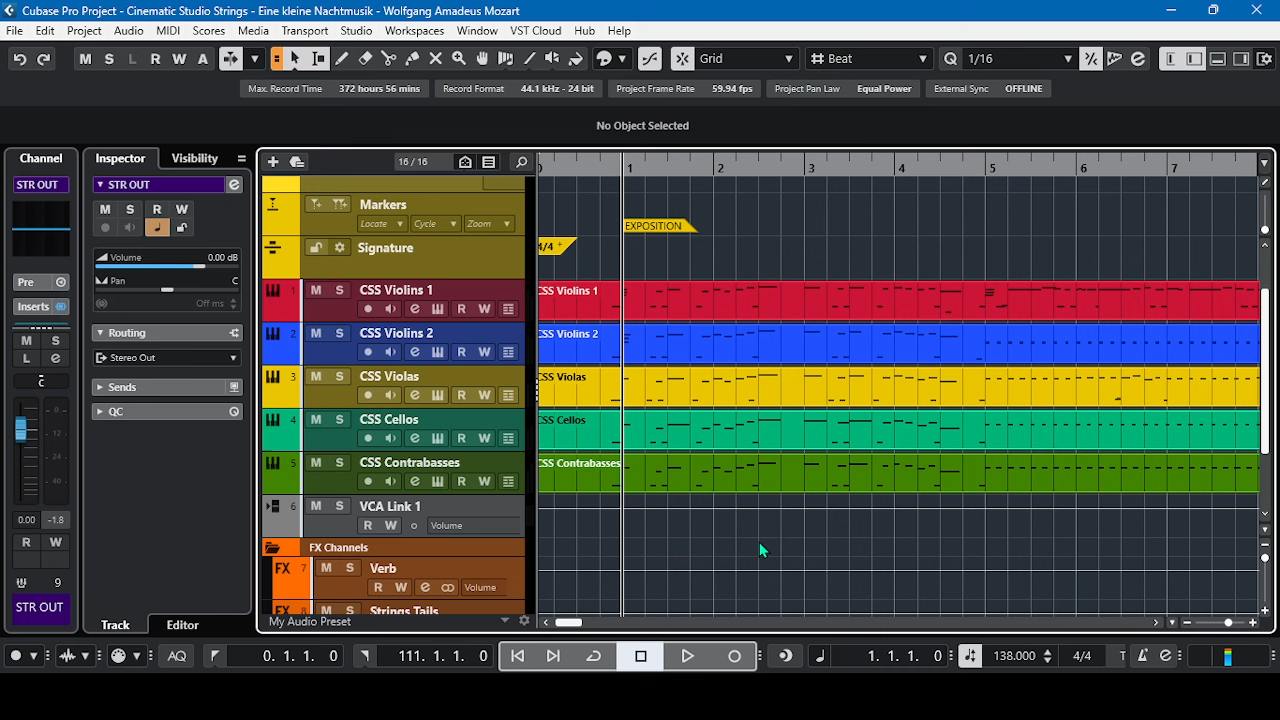 Cubase Pro Project - Cinematic Studio Strings - Eine kleine Nachtmusik - Wolfgang Amadeus Mozart
File Edit Project Audio MIDI Scores Media Transport Studio Workspaces Window VST Cloud Hub Help
M S L R W A Grid Beat Q 1/16
Max. Record Time 372 hours 56 mins Record Format 44.1 kHz - 24 bit Project Frame Rate 59.94 fps Project Pan Law Equal Power External Sync OFFLINE
No Object Selected
Channel Inspector Visibility 16 / 16 1 2 3 4 5 6 7
STR OUT STR OUT
Markers
M S R W
Locate Cycle Zoom EXPOSITION
Signature 4/4
Volume 0.00 dB
Pre Pan C
CSS Violins 1 CSS Violins 1
1 M S
Inserts Off ms
R W
Routing
2 M S CSS Violins 2 CSS Violins 2
M S
L e Stereo Out R W
C Sends 3 M S CSS Violas CSS Violas
R W
QC
0
12
24
40
4 M S CSS Cellos CSS Cellos
R W
5 M S CSS Contrabasses CSS Contrabasses
R W
6 M S VCA Link 1
0.00 -1.8
R W Volume
R W
FX Channels
FX 7 M S Verb
9 R W Volume
STR OUT FX 8 M S Strings Tails
Track Editor My Audio Preset
AQ 0. 1. 1. 0 111. 1. 1. 0 1. 1. 1. 0 138.000 4/4 T